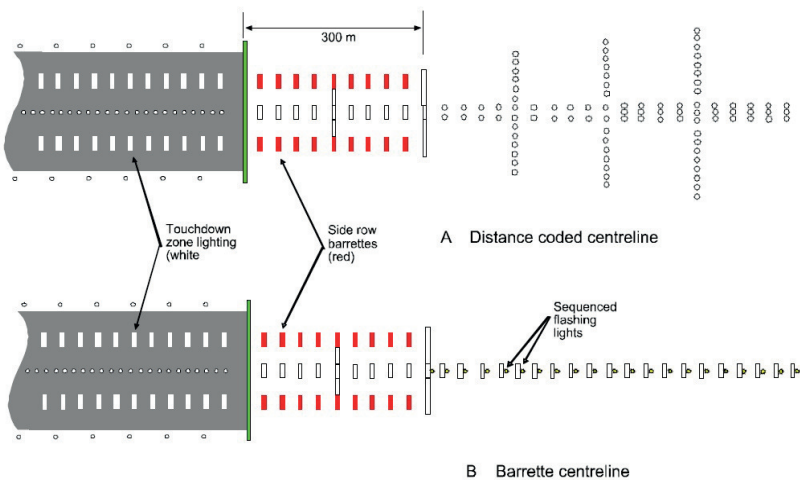 300 m
Touchdown
zone lighting
(white
Side row
barrettes
(red)
A Distance coded centreline
Sequenced
flashing
lights
B Barrette centreline